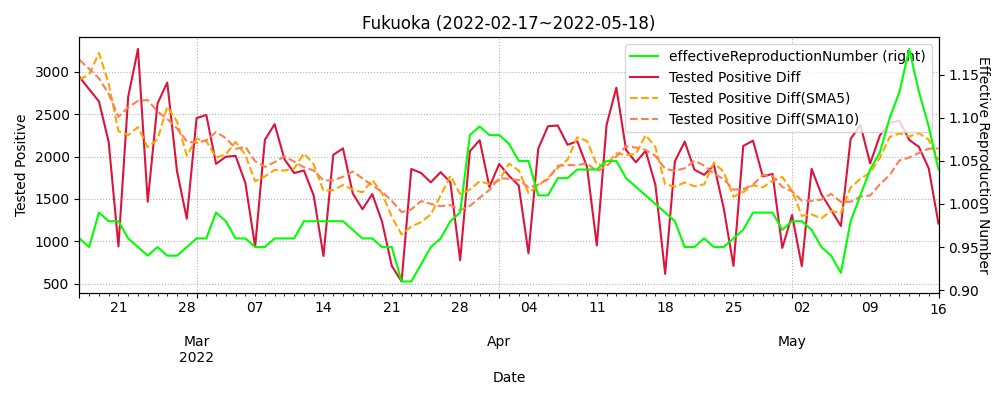 Fukuoka (2022-02-17~2022-05-18)
effectiveReproductionNumber (right)
Tested Positive Diff
Tested Positive Diff(SMA5)
Tested Positive Diff(SMA10)
Tested Positive
3000
2500
2000
1500
1000
500
1.15
1.10
1.05
1.00
0.95
0.90
Effective Reproduction Number
21 28 07 14 21 28 04 11 18 25 02 09 16
Mar Apr May
2022
Date